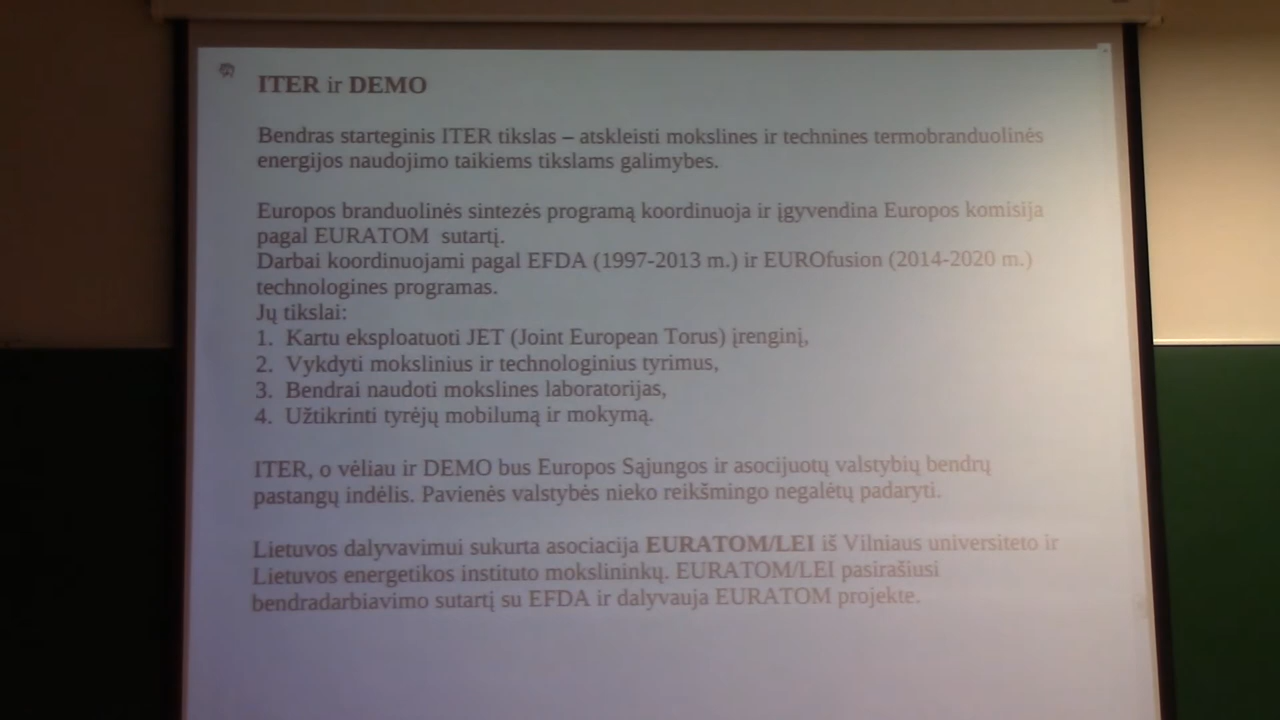 ITER ir DEMO
Bendras starteginis ITER tikslas – atskleisti mokslines ir technines termobranduolinės
energijos naudojimo taikiems tikslams galimybes.
Europos branduolinės sintezės programą koordinuoja ir įgyvendina Europos komisija
pagal EURATOM  sutartį.
Darbai koordinuojami pagal EFDA (1997-2013 m.) ir EUROfusion (2014-2020 m.)
technologines programas.
Jų tikslai:
1. Kartu eksploatuoti JET (Joint European Torus) įrenginį,
2. Vykdyti mokslinius ir technologinius tyrimus,
3. Bendrai naudoti mokslines laboratorijas,
4. Užtikrinti tyrėjų mobilumą ir mokymą.
ITER, o vėliau ir DEMO bus Europos Sąjungos ir asocijuotų valstybių bendrų
pastangų indėlis. Pavienės valstybės nieko reikšmingo negalėtų padaryti.
Lietuvos dalyvavimui sukurta asociacija EURATOM/LEI iš Vilniaus universiteto ir
Lietuvos energetikos instituto mokslininkų. EURATOM/LEI pasirašiusi
bendradarbiavimo sutartį su EFDA ir dalyvauja EURATOM projekte.